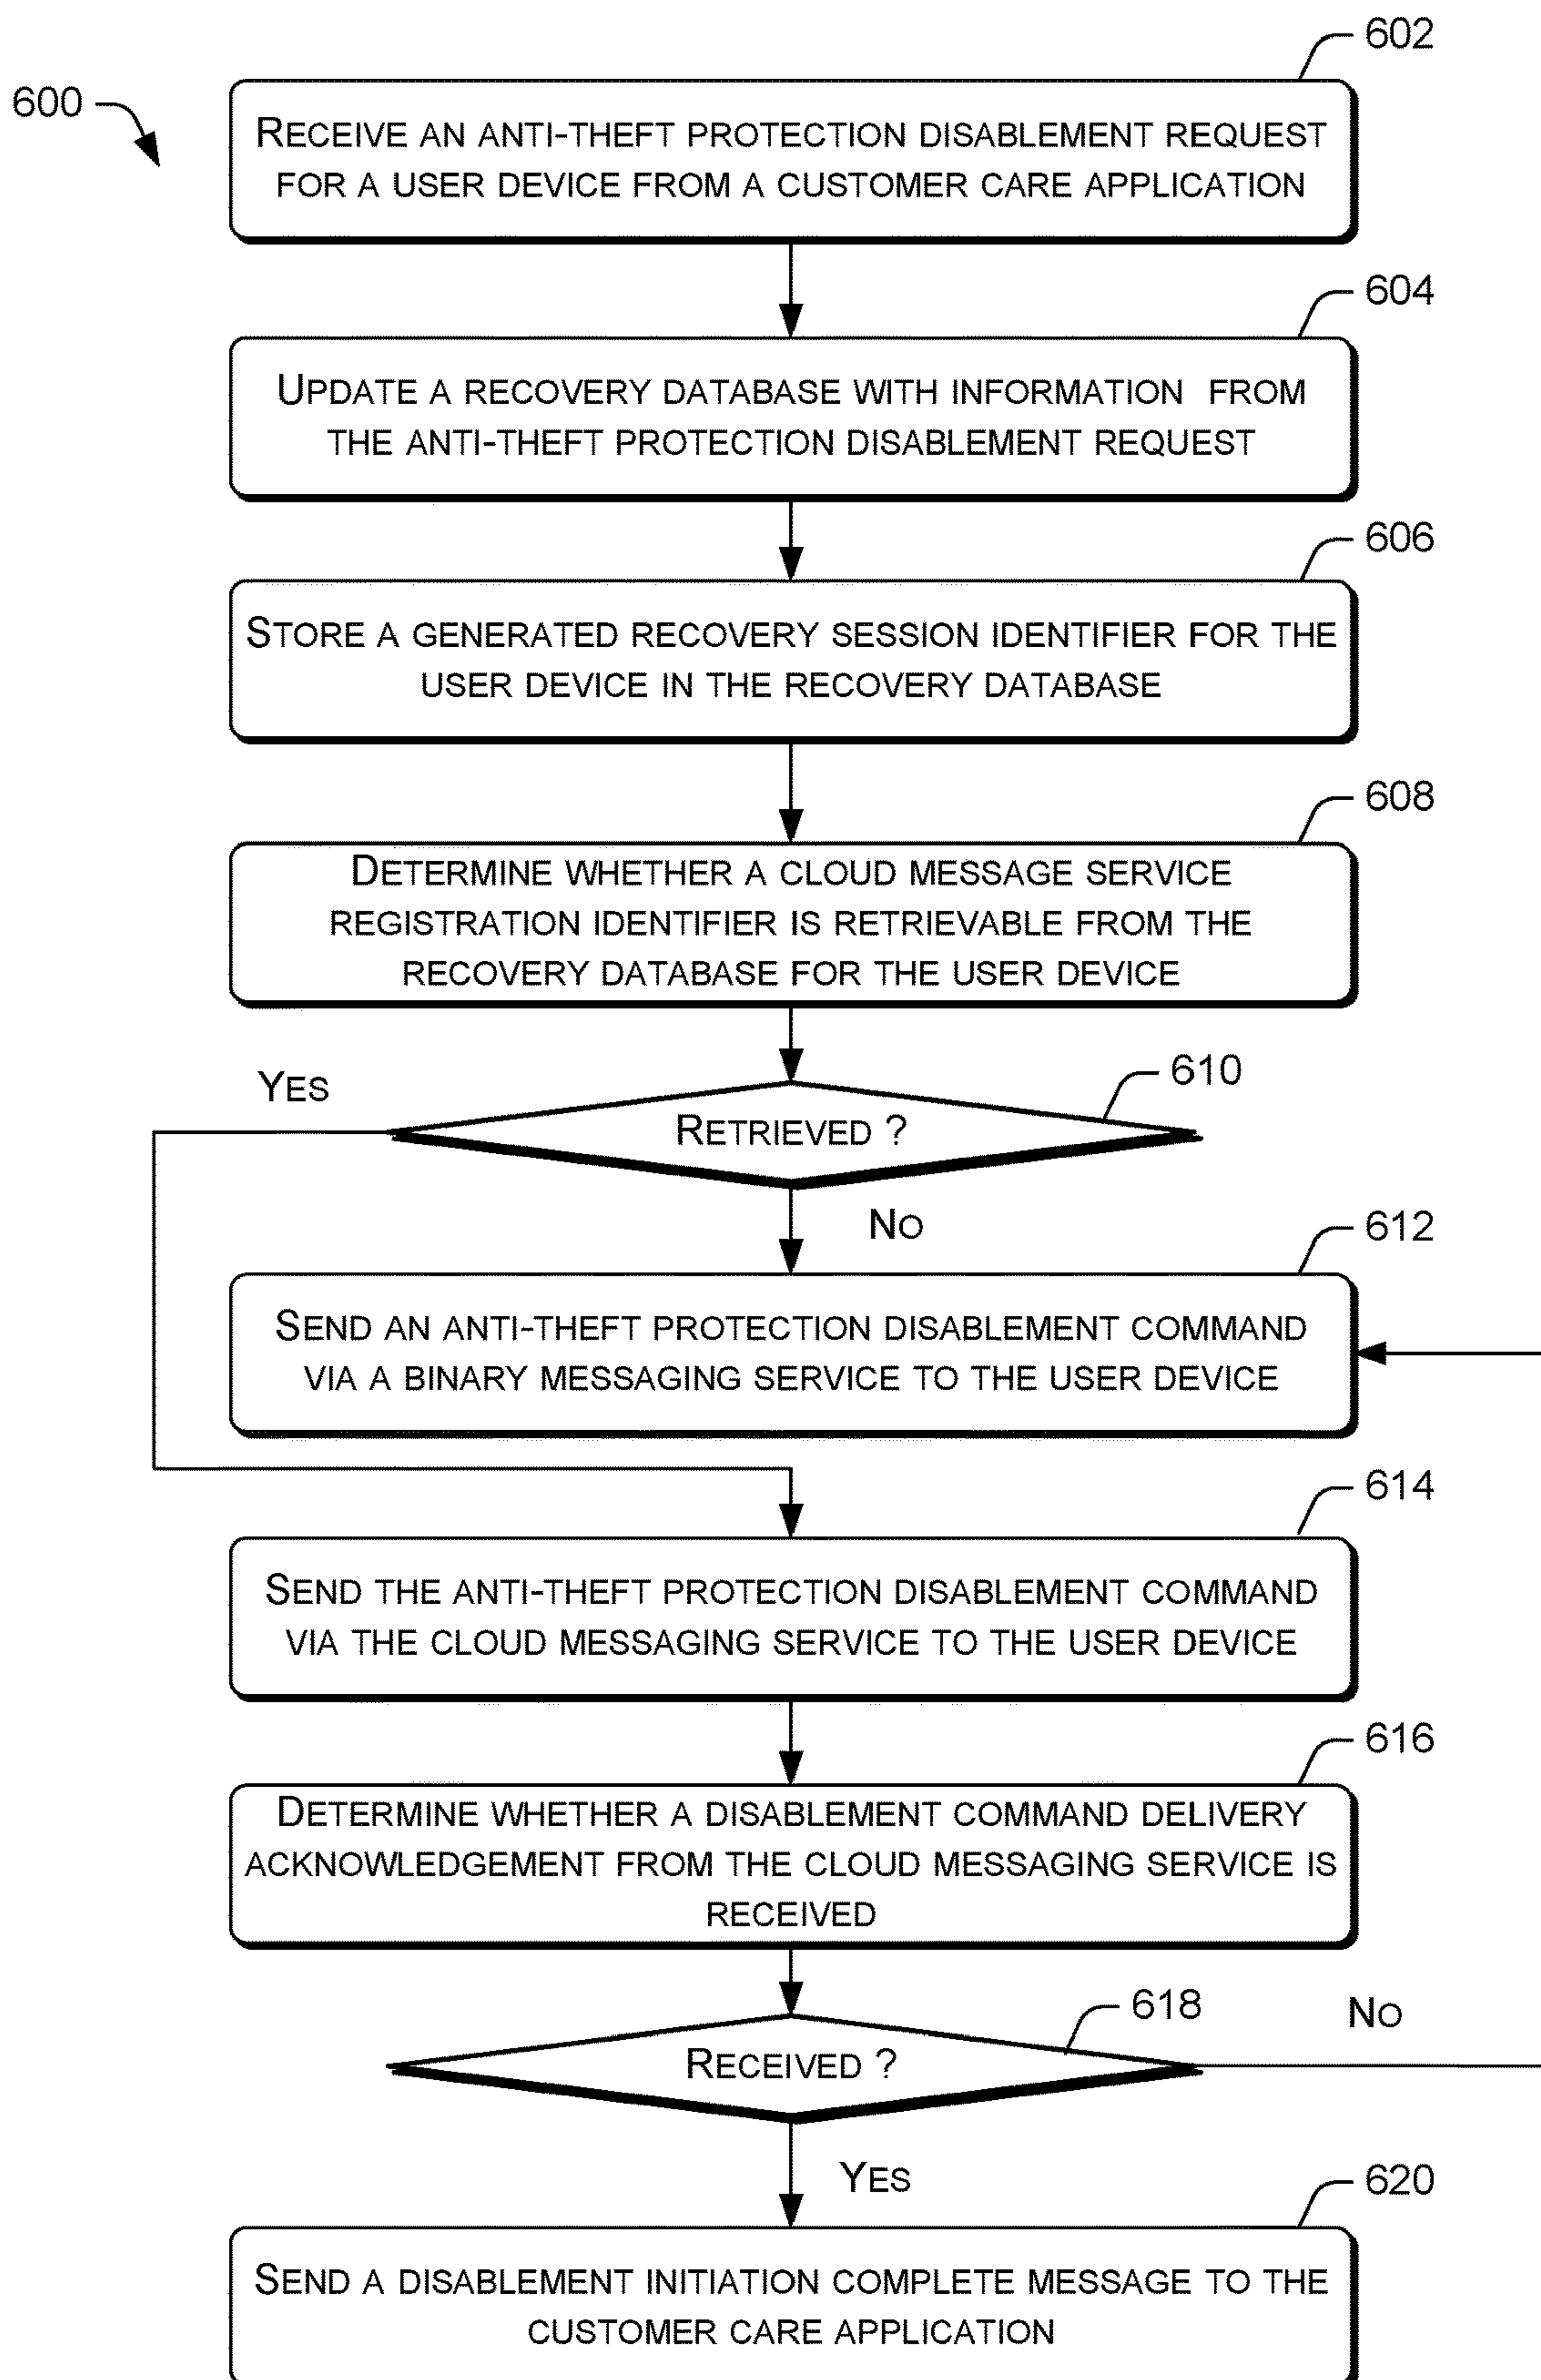 602
600
RECEIVE AN ANTI-THEFT PROTECTION DISABLEMENT REQUEST
FOR A USER DEVICE FROM A CUSTOMER CARE APPLICATION
604
UPDATE A RECOVERY DATABASE WITH INFORMATION FROM
THE ANTI-THEFT PROTECTION DISABLEMENT REQUEST
606
STORE A GENERATED RECOVERY SESSION IDENTIFIER FOR THE
USER DEVICE IN THE RECOVERY DATABASE
608
DETERMINE WHETHER A CLOUD MESSAGE SERVICE
REGISTRATION IDENTIFIER IS RETRIEVABLE FROM THE
RECOVERY DATABASE FOR THE USER DEVICE
YES
610
RETRIEVED ?
NO
612
SEND AN ANTI-THEFT PROTECTION DISABLEMENT COMMAND
VIA A BINARY MESSAGING SERVICE TO THE USER DEVICE
614
SEND THE ANTI-THEFT PROTECTION DISABLEMENT COMMAND
VIA THE CLOUD MESSAGING SERVICE TO THE USER DEVICE
616
DETERMINE WHETHER A DISABLEMENT COMMAND DELIVERY
ACKNOWLEDGEMENT FROM THE CLOUD MESSAGING SERVICE IS
RECEIVED
618
NO
RECEIVED ?
YES
620
SEND A DISABLEMENT INITIATION COMPLETE MESSAGE TO THE
CUSTOMER CARE APPLICATION